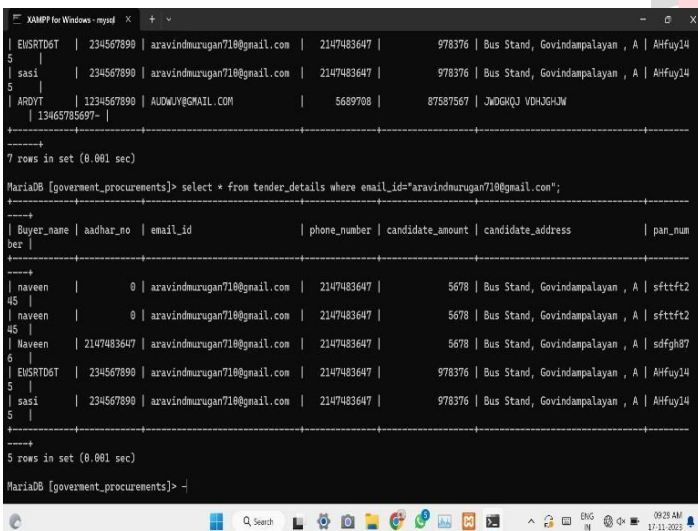 XAMPP for Windows - mysql
| EWSRTD6T | 234567890 | aravindmurugan710@gmail.com | 2147483647 | 978376 | Bus Stand, Govindampalayam , A | AHfuy14
5 |
| sasi | 234567890 | aravindmurugan710@gmail.com | 2147483647 | 978376 | Bus Stand, Govindampalayam , A | AHfuy14
5 |
| ARDYT | 1234567890 | AUDWUY@GMAIL.COM | 5689708 | 87587567 | JWDGKQJ VDHJGHJW
| 13465785697- |
7 rows in set (0.001 sec)
MariaDB [goverment_procurements]> select * from tender_details where email_id="aravindmurugan710@gmail.com";
| Buyer_name | aadhar_no | email_id | phone_number | candidate_amount | candidate_address | pan_num
ber |
| naveen | 0 | aravindmurugan710@gmail.com | 2147483647 | 5678 | Bus Stand, Govindampalayam , A | sfttft2
45 |
| naveen | 0 | aravindmurugan710@gmail.com | 2147483647 | 5678 | Bus Stand, Govindampalayam , A | sfttft2
45 |
| Naveen | 2147483647 | aravindmurugan710@gmail.com | 2147483647 | 5678 | Bus Stand, Govindampalayam , A | sdfgh87
6 |
| EWSRTD6T | 234567890 | aravindmurugan710@gmail.com | 2147483647 | 978376 | Bus Stand, Govindampalayam , A | AHfuy14
5 |
| sasi | 234567890 | aravindmurugan710@gmail.com | 2147483647 | 978376 | Bus Stand, Govindampalayam , A | AHfuy14
5 |
5 rows in set (0.001 sec)
MariaDB [goverment_procurements]>
Search
ENG
IN
09:29 AM
17-11-2023